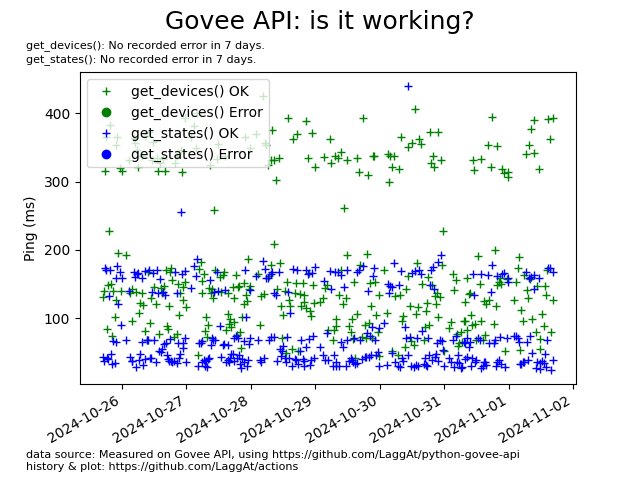 Govee API: is it working?
get_devices(): No recorded error in 7 days.
get_states(): No recorded error in 7 days.
get_devices() OK
get_devices() Error
get_states() OK
get_states() Error
400
300
200
100
Ping (ms)
2024-10-26
2024-10-27
2024-10-28
2024-10-29
2024-10-30
2024-10-31
2024-11-01
2024-11-02
data source: Measured on Govee API, using https://github.com/LaggAt/python-govee-api
history & plot: https://github.com/LaggAt/actions